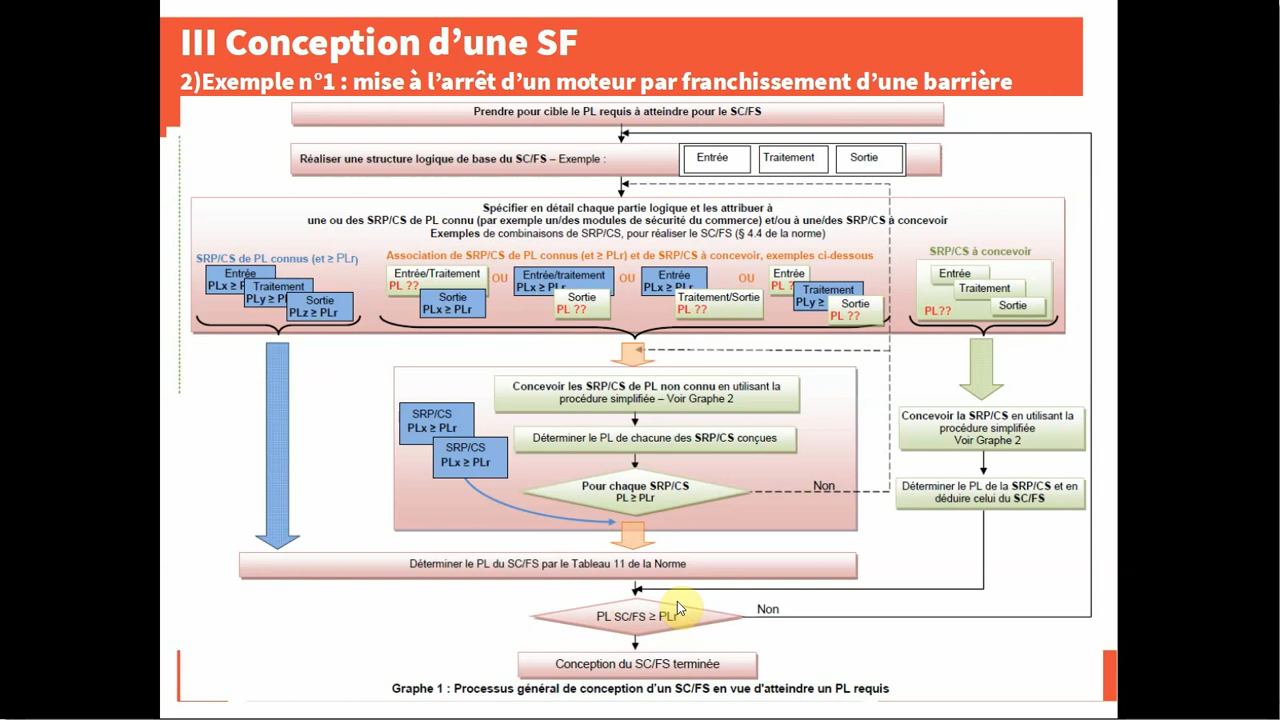 III Conception d'une SF
2)Exemple n°1 : mise à l'arrêt d'un moteur par franchissement d'une barrière
Prendre pour cible le PL requis à atteindre pour le SC/FS
Réaliser une structure logique de base du SC/FS – Exemple :
Entrée
Traitement
Sortie
Spécifier en détail chaque partie logique et les attribuer à
une ou des SRP/CS de PL connu (par exemple un/des modules de sécurité du commerce) et/ou à une/des SRP/CS à concevoir
Exemples de combinaisons de SRP/CS, pour réaliser le SC/FS (§ 4.4 de la norme)
SRP/CS de PL connus (et ≥ PLr)
Entrée
PLx ≥ PLr
Traitement
PLy ≥ PL
Sortie
PLz ≥ PLr
Association de SRP/CS de PL connus (et ≥ PLr) et de SRP/CS à concevoir, exemples ci-dessous
Entrée/Traitement
PL ??
Sortie
PLx ≥ PLr
OU
Entrée/traitement
PLx ≥ PLr
Sortie
PL ??
OU
Entrée
PLx ≥ PLr
Traitement/Sortie
PL ??
OU
Entrée
PL ?
Traitement
PLy ≥
Sortie
PL ??
SRP/CS à concevoir
Entrée
Traitement
Sortie
PL??
Concevoir les SRP/CS de PL non connu en utilisant la
procédure simplifiée – Voir Graphe 2
SRP/CS
PLx ≥ PLr
SRP/CS
PLx ≥ PLr
Déterminer le PL de chacune des SRP/CS conçues
Pour chaque SRP/CS
PL ≥ PLr
Non
Concevoir la SRP/CS en utilisant la
procédure simplifiée
Voir Graphe 2
Déterminer le PL de la SRP/CS et en
déduire celui du SC/FS
Déterminer le PL du SC/FS par le Tableau 11 de la Norme
PL SC/FS ≥ PLr
Non
Conception du SC/FS terminée
Graphe 1 : Processus général de conception d'un SC/FS en vue d'atteindre un PL requis